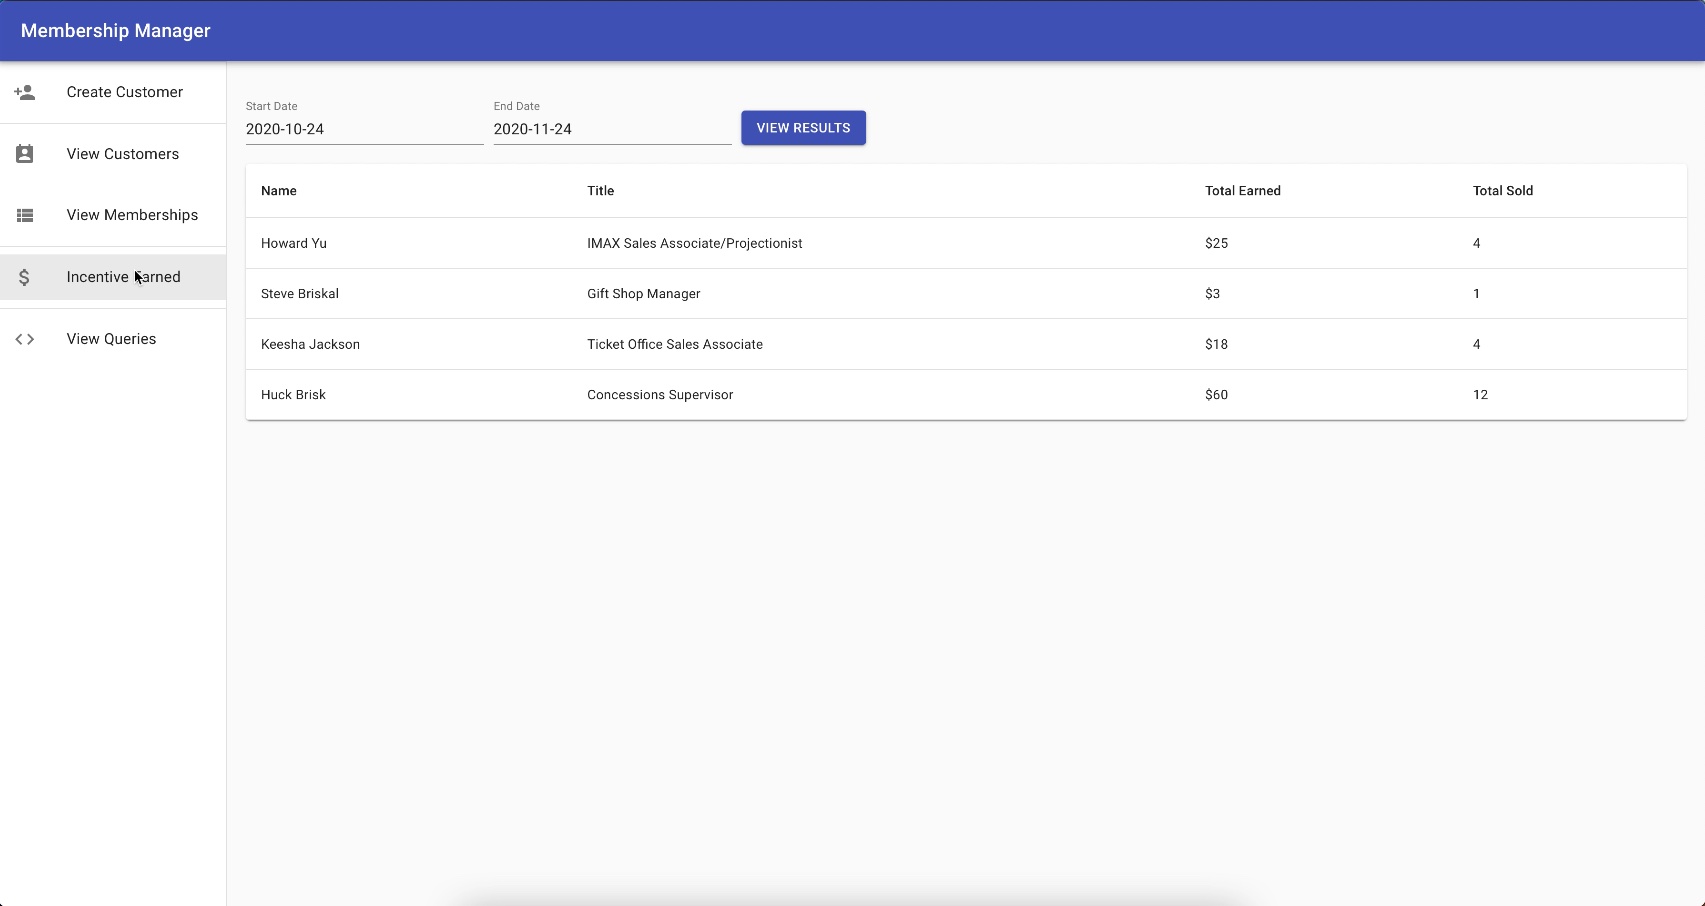 Membership Manager
Create Customer
View Customers
View Memberships
Incentive Earned
View Queries
Start Date
End Date
2020-10-24
2020-11-24
VIEW RESULTS
Name Title Total Earned Total Sold
Howard Yu IMAX Sales Associate/Projectionist $25 4
Steve Briskal Gift Shop Manager $3 1
Keesha Jackson Ticket Office Sales Associate $18 4
Huck Brisk Concessions Supervisor $60 12